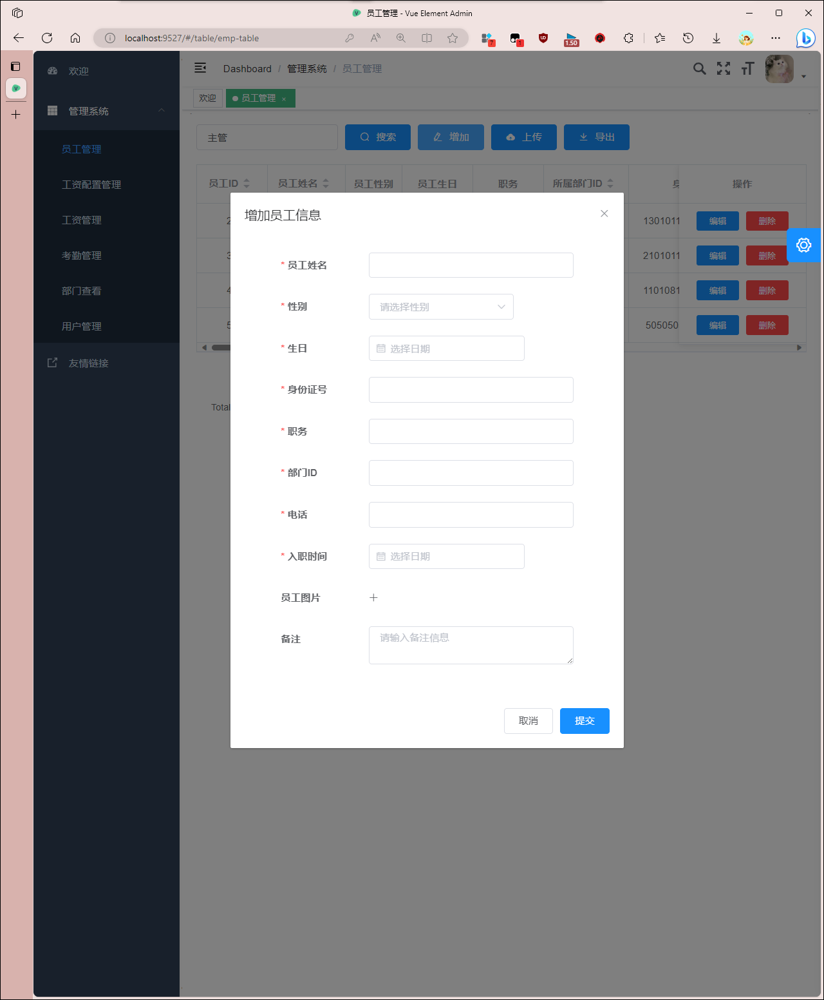 员工管理 - Vue Element Admin
localhost:9527/#/table/emp-table
7
1
1.50
欢迎
管理系统
员工管理
工资配置管理
工资管理
考勤管理
部门查看
用户管理
友情链接
Dashboard / 管理系统 / 员工管理
欢迎
员工管理 ×
主管
搜索
增加
上传
导出
员工ID 员工姓名 员工性别 员工生日 职务 所属部门ID 操作
2 1301011 编辑 删除
3 2101011 编辑 删除
4 1101081 编辑 删除
5 505050 编辑 删除
Total
增加员工信息
* 员工姓名
* 性别 请选择性别
* 生日 选择日期
* 身份证号
* 职务
* 部门ID
* 电话
* 入职时间 选择日期
员工图片
备注 请输入备注信息
取消 提交